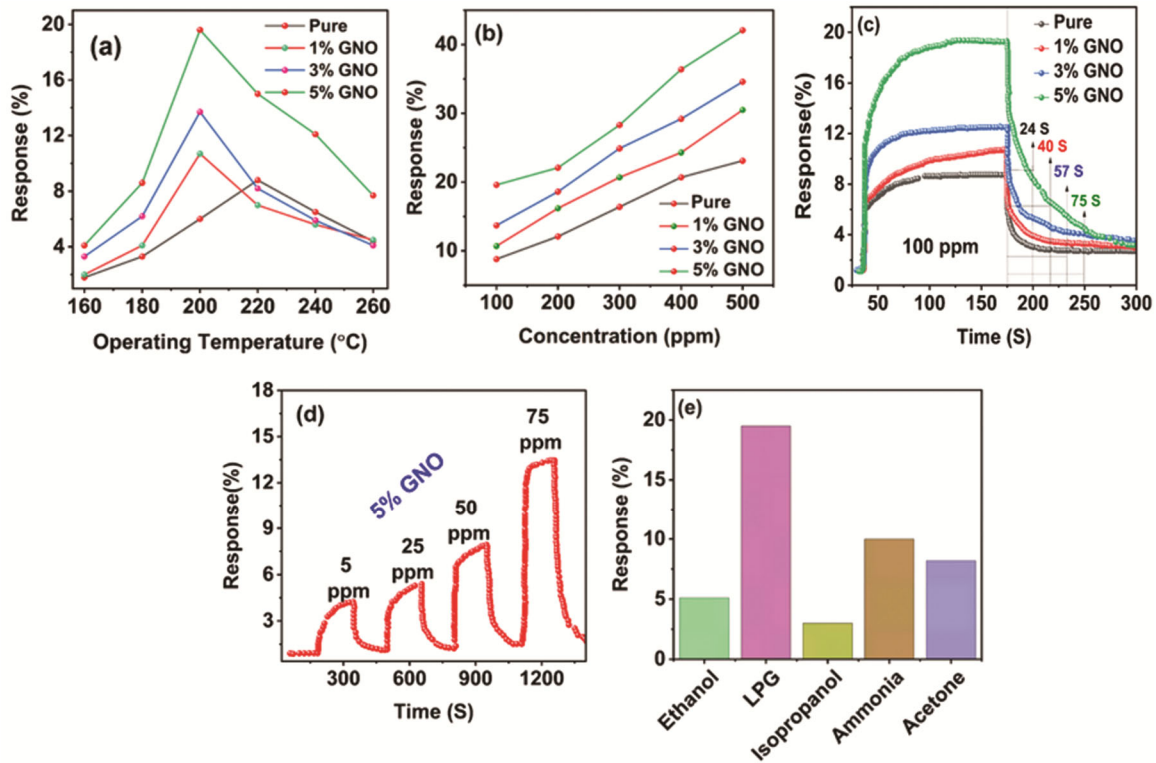 (a)
Pure
1% GNO
3% GNO
5% GNO
Response (%)
20
16
12
8
4
160 180 200 220 240 260
Operating Temperature (°C)
(b)
Response (%)
40
30
20
10
Pure
1% GNO
3% GNO
5% GNO
100 200 300 400 500
Concentration (ppm)
(c)
Pure
1% GNO
3% GNO
5% GNO
Response(%)
20
16
12
8
4
0
24 S
40 S
57 S
75 S
100 ppm
50 100 150 200 250 300
Time (S)
(d)
Response(%)
18
15
12
9
6
3
5% GNO
5
ppm
25
ppm
50
ppm
75
ppm
300 600 900 1200
Time (S)
(e)
Response (%)
20
15
10
5
0
Ethanol
LPG
Isopropanol
Ammonia
Acetone